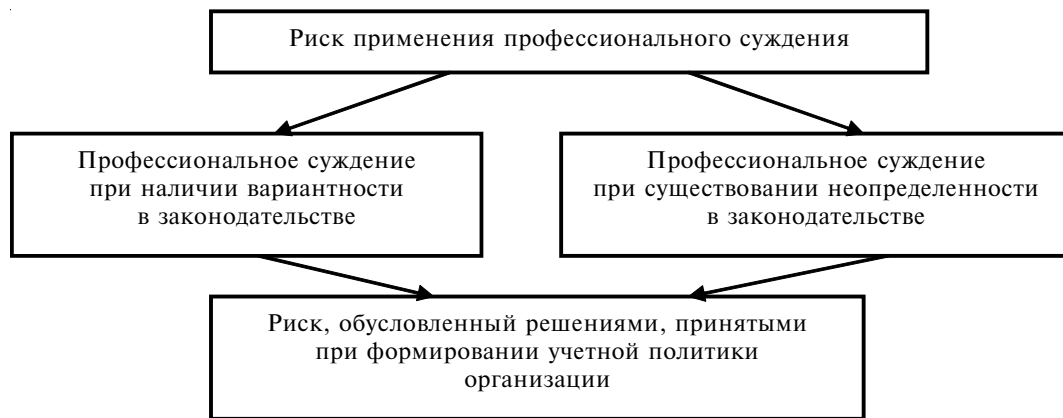 Риск применения профессионального суждения
Профессиональное суждение
при наличии вариантности
в законодательстве
Профессиональное суждение
при существовании неопределенности
в законодательстве
Риск, обусловленный решениями, принятыми
при формировании учетной политики
организации